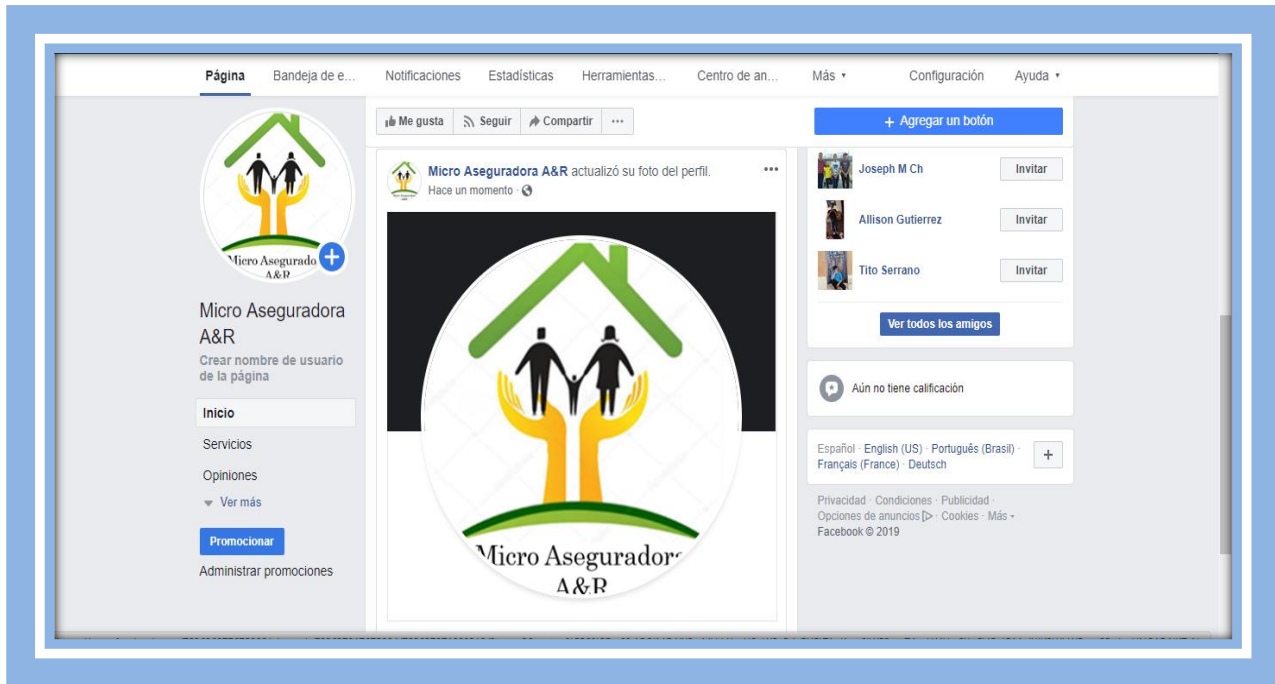 Página Bandeja de e... Notificaciones Estadísticas Herramientas... Centro de an... Más Configuración Ayuda
Me gusta Seguir Compartir ...
+ Agregar un botón
Micro Asegurado
A&R
Micro Aseguradora
A&R
Crear nombre de usuario
de la página
Inicio
Servicios
Opiniones
Ver más
Promocionar
Administrar promociones
Micro Aseguradora A&R actualizó su foto del perfil.
Hace un momento ·
Micro Aseguradora
A&R
Joseph M Ch Invitar
Allison Gutierrez Invitar
Tito Serrano Invitar
Ver todos los amigos
Aún no tiene calificación
Español · English (US) · Português (Brasil) ·
Français (France) · Deutsch
Privacidad · Condiciones · Publicidad ·
Opciones de anuncios · Cookies · Más
Facebook © 2019